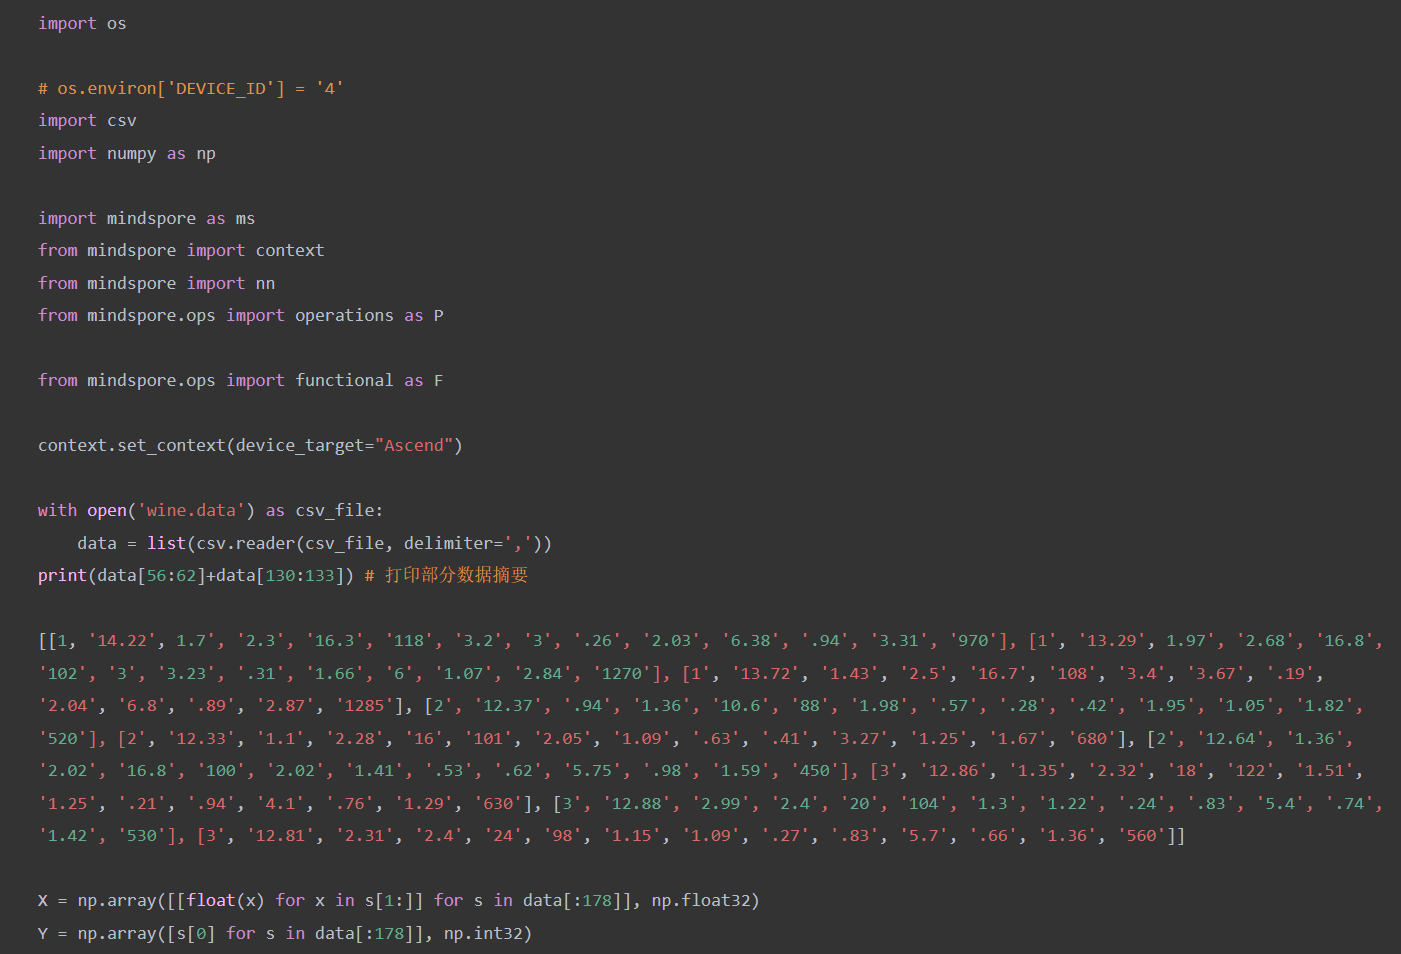 import os
# os.environ['DEVICE_ID'] = '4'
import csv
import numpy as np
import mindspore as ms
from mindspore import context
from mindspore import nn
from mindspore.ops import operations as P
from mindspore.ops import functional as F
context.set_context(device_target="Ascend")
with open('wine.data') as csv_file:
    data = list(csv.reader(csv_file, delimiter=','))
print(data[56:62]+data[130:133]) # 打印部分数据摘要
[[1, '14.22', 1.7', '2.3', '16.3', '118', '3.2', '3', '.26', '2.03', '6.38', '.94', '3.31', '970'], [1', '13.29', 1.97', '2.68', '16.8',
'102', '3', '3.23', '.31', '1.66', '6', '1.07', '2.84', '1270'], [1', '13.72', '1.43', '2.5', '16.7', '108', '3.4', '3.67', '.19',
'2.04', '6.8', '.89', '2.87', '1285'], [2', '12.37', '.94', '1.36', '10.6', '88', '1.98', '.57', '.28', '.42', '1.95', '1.05', '1.82',
'520'], [2', '12.33', '1.1', '2.28', '16', '101', '2.05', '1.09', '.63', '.41', '3.27', '1.25', '1.67', '680'], [2', '12.64', '1.36',
'2.02', '16.8', '100', '2.02', '1.41', '.53', '.62', '5.75', '.98', '1.59', '450'], [3', '12.86', '1.35', '2.32', '18', '122', '1.51',
'1.25', '.21', '.94', '4.1', '.76', '1.29', '630'], [3', '12.88', '2.99', '2.4', '20', '104', '1.3', '1.22', '.24', '.83', '5.4', '.74',
'1.42', '530'], [3', '12.81', '2.31', '2.4', '24', '98', '1.15', '1.09', '.27', '.83', '5.7', '.66', '1.36', '560']]
X = np.array([[float(x) for x in s[1:]] for s in data[:178]], np.float32)
Y = np.array([s[0] for s in data[:178]], np.int32)